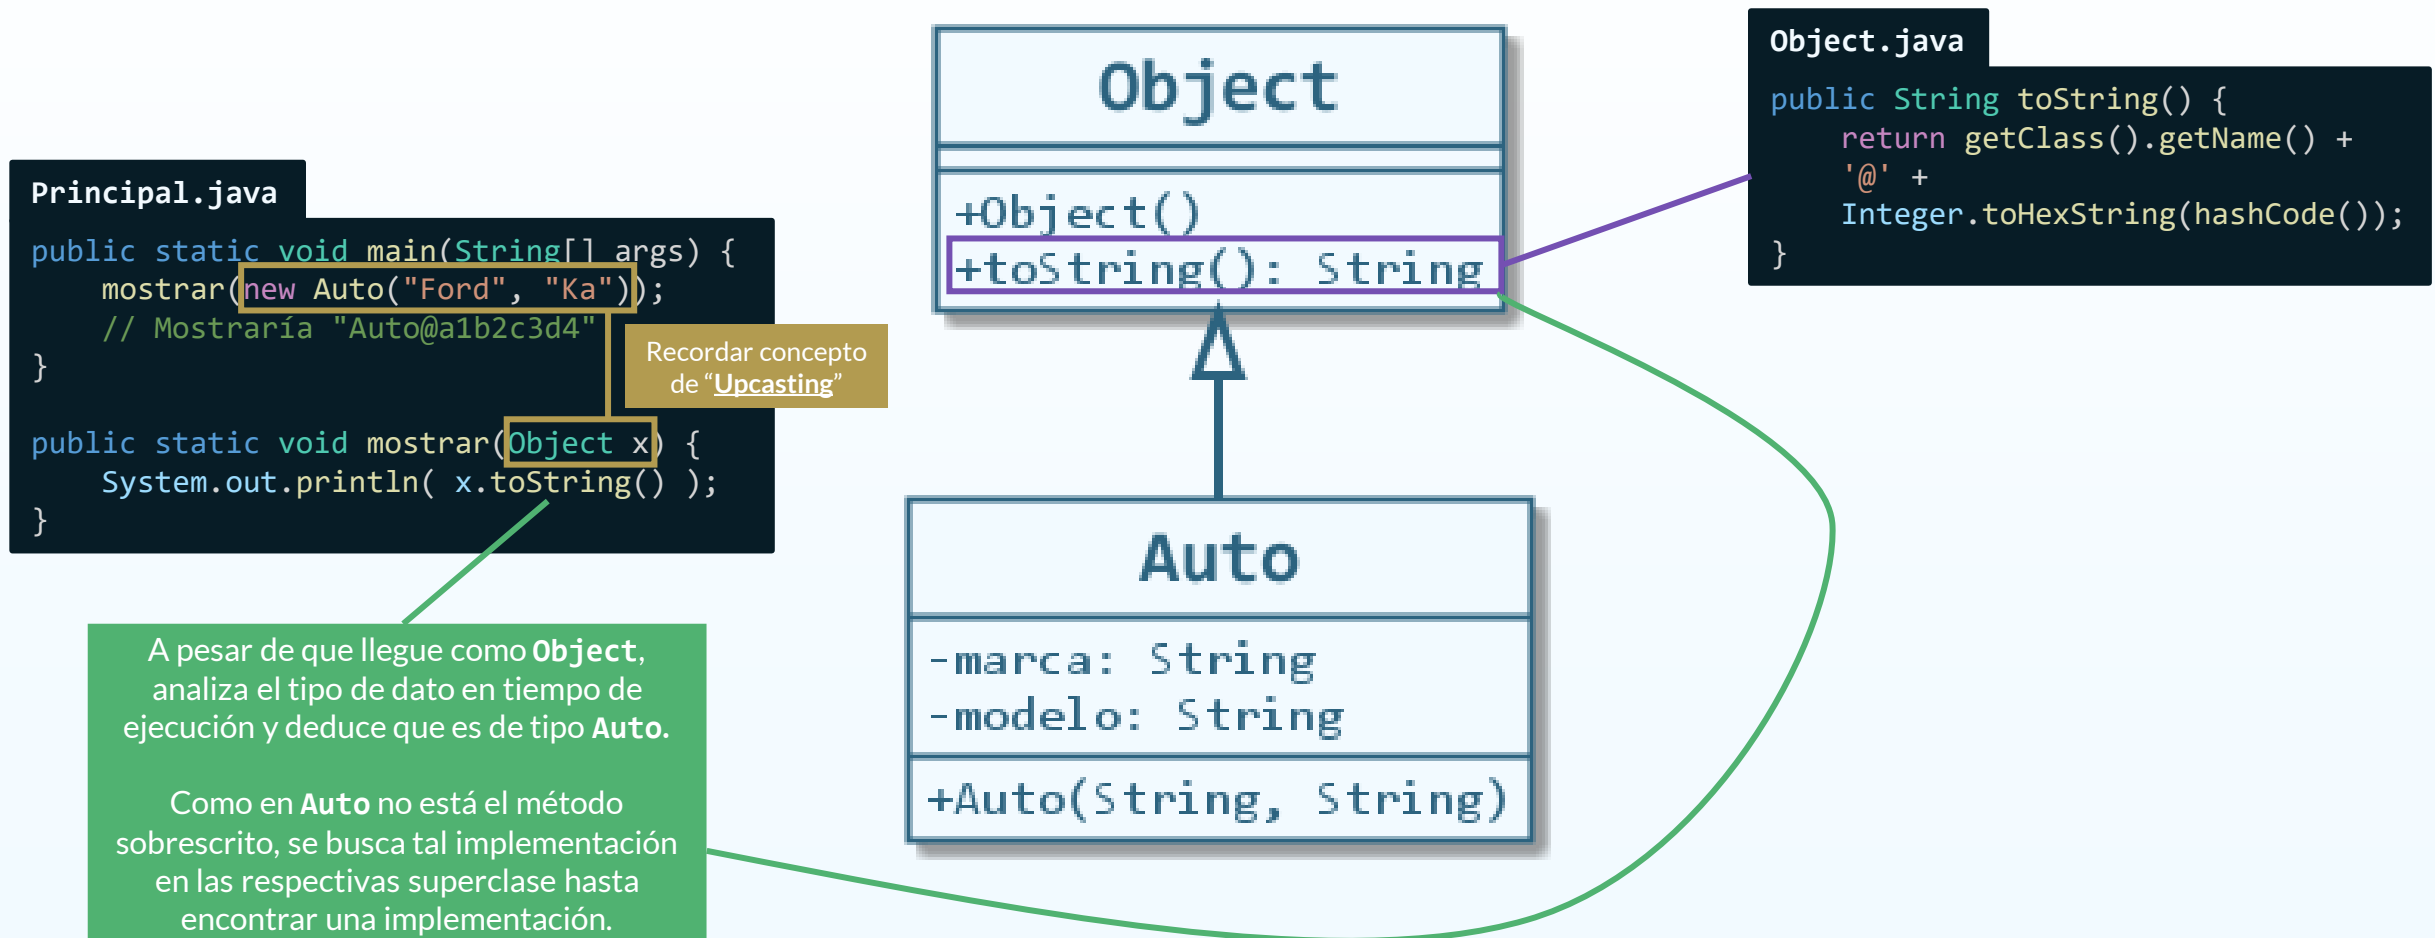 Principal.java
public static void main(String[] args) {
    mostrar(new Auto("Ford", "Ka"));
    // Mostraría "Auto@a1b2c3d4"
}
public static void mostrar(Object x) {
    System.out.println( x.toString() );
}
Recordar concepto
de “Upcasting”
A pesar de que llegue como Object,
analiza el tipo de dato en tiempo de
ejecución y deduce que es de tipo Auto.
Como en Auto no está el método
sobrescrito, se busca tal implementación
en las respectivas superclase hasta
encontrar una implementación.
Object
+Object()
+toString(): String
Auto
-marca: String
-modelo: String
+Auto(String, String)
Object.java
public String toString() {
    return getClass().getName() +
    '@' +
    Integer.toHexString(hashCode());
}